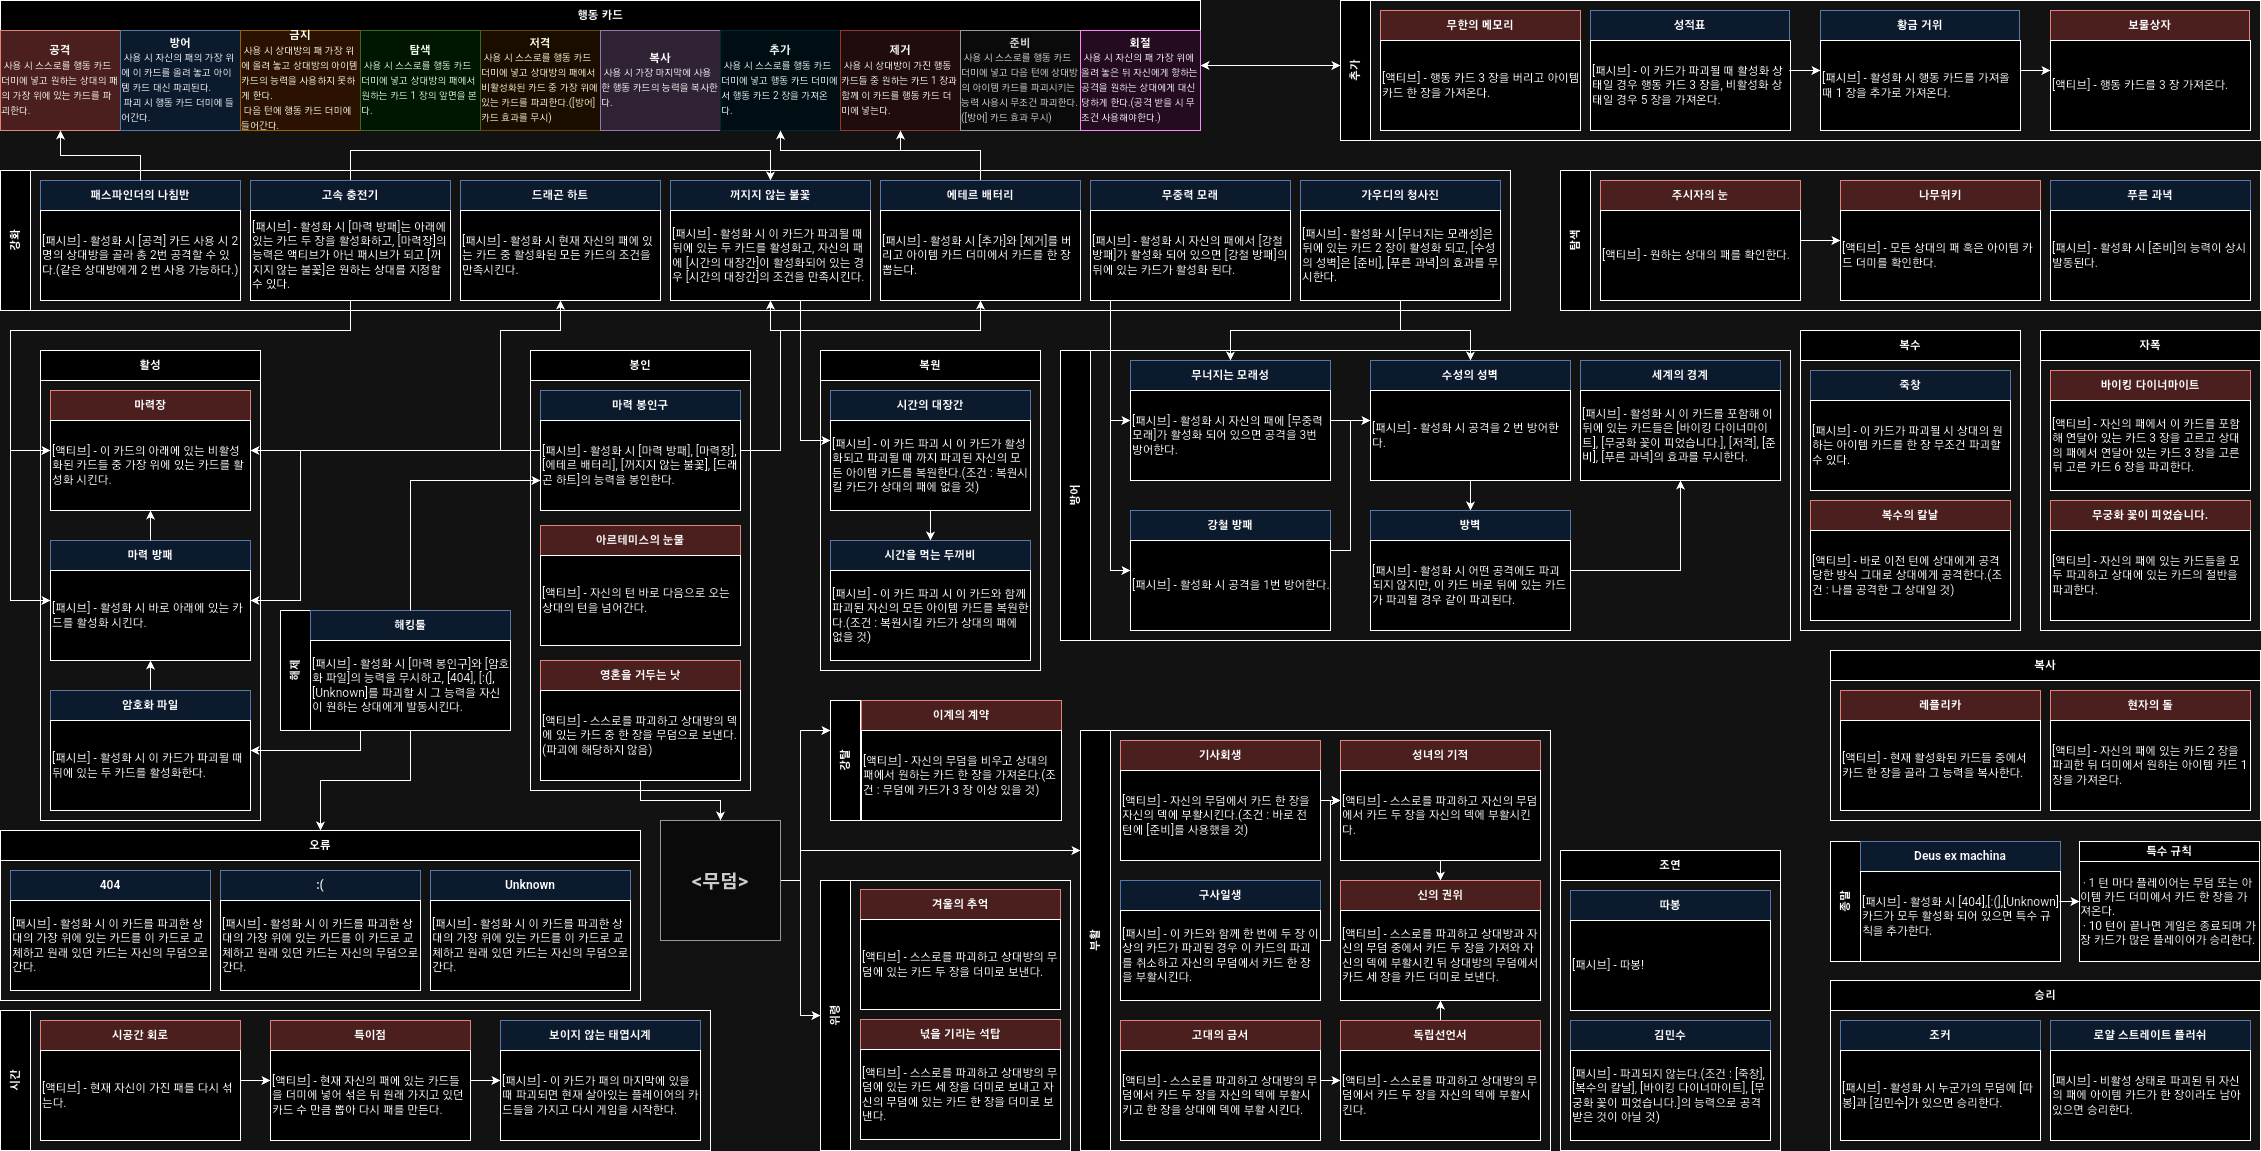 행동 카드
공격
사용 시 스스로를 행동 카드
더미에 넣고 원하는 상대의 패
의 가장 위에 있는 카드를 파
괴한다.
방어
사용 시 자신의 패의 가장 위
에 이 카드를 올려 놓고 아이
템 카드 대신 파괴된다.
파괴 시 행동 카드 더미에 들
어간다.
금지
사용 시 상대방의 패 가장 위
에 올려 놓고 상대방의 아이템
카드의 능력을 사용하지 못하
게 한다.
다음 턴에 행동 카드 더미에
들어간다.
탐색
사용 시 스스로를 행동 카드
더미에 넣고 상대방의 패에서
원하는 카드 1 장의 앞면을 본
다.
저격
사용 시 스스로를 행동 카드
더미에 넣고 상대방의 패에서
비활성화된 카드 중 가장 위에
있는 카드를 파괴한다.([방어]
카드 효과를 무시)
복사
사용 시 가장 마지막에 사용
한 행동 카드의 능력을 복사한
다.
추가
사용 시 스스로를 행동 카드
더미에 넣고 행동 카드 더미에
서 행동 카드 2 장을 가져온
다.
제거
사용 시 상대방이 가진 행동
카드들 중 원하는 카드 1 장과
함께 이 카드를 행동 카드 더
미에 넣는다.
준비
사용 시 스스로를 행동 카드
더미에 넣고 다음 턴에 상대방
의 아이템 카드를 파괴시키는
능력 사용시 무조건 파괴한다.
([방어] 카드 효과 무시)
회절
사용 시 자신의 패 가장 위에
올려 놓은 뒤 자신에게 향하는
공격을 원하는 상대에게 대신
당하게 한다.(공격 받을 시 무
조건 사용해야한다.)
추가
무한의 메모리
[액티브] - 행동 카드 3 장을 버리고 아이템
카드 한 장을 가져온다.
성적표
[패시브] - 이 카드가 파괴될 때 활성화 상
태일 경우 행동 카드 3 장을, 비활성화 상
태일 경우 5 장을 가져온다.
황금 거위
[패시브] - 활성화 시 행동 카드를 가져올
때 1 장을 추가로 가져온다.
보물상자
[액티브] - 행동 카드를 3 장 가져온다.
강화
패스파인더의 나침반
[패시브] - 활성화 시 [공격] 카드 사용 시 2
명의 상대방을 골라 총 2번 공격할 수 있
다.(같은 상대방에게 2 번 사용 가능하다.)
고속 충전기
[패시브] - 활성화 시 [마력 방패]는 아래에
있는 카드 두 장을 활성화하고, [마력장]의
능력은 액티브가 아닌 패시브가 되고 [꺼
지지 않는 불꽃]은 원하는 상대를 지정할
수 있다.
드래곤 하트
[패시브] - 활성화 시 현재 자신의 패에 있
는 카드 중 활성화된 모든 카드의 조건을
만족시킨다.
꺼지지 않는 불꽃
[패시브] - 활성화 시 이 카드가 파괴될 때
뒤에 있는 두 카드를 활성화고, 자신의 패
에 [시간의 대장간]이 활성화되어 있는 경
우 [시간의 대장간]의 조건을 만족시킨다.
에테르 배터리
[패시브] - 활성화 시 [추가]와 [제거]를 버
리고 아이템 카드 더미에서 카드를 한 장
뽑는다.
무중력 모래
[패시브] - 활성화 시 자신의 패에서 [강철
방패]가 활성화 되어 있으면 [강철 방패]의
뒤에 있는 카드가 활성화 된다.
가우디의 청사진
[패시브] - 활성화 시 [무너지는 모래성]은
뒤에 있는 카드 2 장이 활성화 되고, [수성
의 성벽]은 [준비], [푸른 과녁]의 효과를 무
시한다.
탐색
주시자의 눈
[액티브] - 원하는 상대의 패를 확인한다.
나무위키
[액티브] - 모든 상대의 패 혹은 아이템 카
드 더미를 확인한다.
푸른 과녁
[패시브] - 활성화 시 [준비]의 능력이 상시
발동된다.
활성
마력장
[액티브] - 이 카드의 아래에 있는 비활성
화된 카드들 중 가장 위에 있는 카드를 활
성화 시킨다.
마력 방패
[패시브] - 활성화 시 바로 아래에 있는 카
드를 활성화 시킨다.
암호화 파일
[패시브] - 활성화 시 이 카드가 파괴될 때
뒤에 있는 두 카드를 활성화한다.
해제
해킹툴
[패시브] - 활성화 시 [마력 봉인구]와 [암호
화 파일]의 능력을 무시하고, [404], [:(],
[Unknown]를 파괴할 시 그 능력을 자신
이 원하는 상대에게 발동시킨다.
봉인
마력 봉인구
[패시브] - 활성화 시 [마력 방패], [마력장],
[에테르 배터리], [꺼지지 않는 불꽃], [드래
곤 하트]의 능력을 봉인한다.
아르테미스의 눈물
[액티브] - 자신의 턴 바로 다음으로 오는
상대의 턴을 넘어간다.
영혼을 거두는 낫
[액티브] - 스스로를 파괴하고 상대방의 덱
에 있는 카드 중 한 장을 무덤으로 보낸다.
(파괴에 해당하지 않음)
복원
시간의 대장간
[패시브] - 이 카드 파괴 시 이 카드가 활성
화되고 파괴될 때 까지 파괴된 자신의 모
든 아이템 카드를 복원한다.(조건 : 복원시
킬 카드가 상대의 패에 없을 것)
시간을 먹는 두꺼비
[패시브] - 이 카드 파괴 시 이 카드와 함께
파괴된 자신의 모든 아이템 카드를 복원한
다.(조건 : 복원시킬 카드가 상대의 패에
없을 것)
방어
무너지는 모래성
[패시브] - 활성화 시 자신의 패에 [무중력
모래]가 활성화 되어 있으면 공격을 3번
방어한다.
수성의 성벽
[패시브] - 활성화 시 공격을 2 번 방어한
다.
세계의 경계
[패시브] - 활성화 시 이 카드를 포함해 이
뒤에 있는 카드들은 [바이킹 다이너마이
트], [무궁화 꽃이 피었습니다.], [저격], [준
비], [푸른 과녁]의 효과를 무시한다.
강철 방패
[패시브] - 활성화 시 공격을 1번 방어한다.
방벽
[패시브] - 활성화 시 어떤 공격에도 파괴
되지 않지만, 이 카드 바로 뒤에 있는 카드
가 파괴될 경우 같이 파괴된다.
복수
죽창
[패시브] - 이 카드가 파괴될 시 상대의 원
하는 아이템 카드를 한 장 무조건 파괴할
수 있다.
복수의 칼날
[액티브] - 바로 이전 턴에 상대에게 공격
당한 방식 그대로 상대에게 공격한다.(조
건 : 나를 공격한 그 상대일 것)
자폭
바이킹 다이너마이트
[액티브] - 자신의 패에서 이 카드를 포함
해 연달아 있는 카드 3 장을 고르고 상대
의 패에서 연달아 있는 카드 3 장을 고른
뒤 고른 카드 6 장을 파괴한다.
무궁화 꽃이 피었습니다.
[액티브] - 자신의 패에 있는 카드들을 모
두 파괴하고 상대에 있는 카드의 절반을
파괴한다.
복사
레플리카
[액티브] - 현재 활성화된 카드들 중에서
카드 한 장을 골라 그 능력을 복사한다.
현자의 돌
[액티브] - 자신의 패에 있는 카드 2 장을
파괴한 뒤 더미에서 원하는 아이템 카드 1
장을 가져온다.
강탈
이계의 계약
[액티브] - 자신의 무덤을 비우고 상대의
패에서 원하는 카드 한 장을 가져온다.(조
건 : 무덤에 카드가 3 장 이상 있을 것)
<무덤>
오류
404
[패시브] - 활성화 시 이 카드를 파괴한 상
대의 가장 위에 있는 카드를 이 카드로 교
체하고 원래 있던 카드는 자신의 무덤으로
간다.
:(
[패시브] - 활성화 시 이 카드를 파괴한 상
대의 가장 위에 있는 카드를 이 카드로 교
체하고 원래 있던 카드는 자신의 무덤으로
간다.
Unknown
[패시브] - 활성화 시 이 카드를 파괴한 상
대의 가장 위에 있는 카드를 이 카드로 교
체하고 원래 있던 카드는 자신의 무덤으로
간다.
시간
시공간 회로
[액티브] - 현재 자신이 가진 패를 다시 섞
는다.
특이점
[액티브] - 현재 자신의 패에 있는 카드들
을 더미에 넣어 섞은 뒤 원래 가지고 있던
카드 수 만큼 뽑아 다시 패를 만든다.
보이지 않는 태엽시계
[패시브] - 이 카드가 패의 마지막에 있을
때 파괴되면 현재 살아있는 플레이어의 카
드들을 가지고 다시 게임을 시작한다.
위령
겨울의 추억
[액티브] - 스스로를 파괴하고 상대방의 무
덤에 있는 카드 두 장을 더미로 보낸다.
넋을 기리는 석탑
[액티브] - 스스로를 파괴하고 상대방의 무
덤에 있는 카드 세 장을 더미로 보내고 자
신의 무덤에 있는 카드 한 장을 더미로 보
낸다.
부활
기사회생
[액티브] - 자신의 무덤에서 카드 한 장을
자신의 덱에 부활시킨다.(조건 : 바로 전
턴에 [준비]를 사용했을 것)
성녀의 기적
[액티브] - 스스로를 파괴하고 자신의 무덤
에서 카드 두 장을 자신의 덱에 부활시킨
다.
구사일생
[패시브] - 이 카드와 함께 한 번에 두 장 이
상의 카드가 파괴된 경우 이 카드의 파괴
를 취소하고 자신의 무덤에서 카드 한 장
을 부활시킨다.
신의 권위
[액티브] - 스스로를 파괴하고 상대방과 자
신의 무덤 중에서 카드 두 장을 가져와 자
신의 덱에 부활시킨 뒤 상대방의 무덤에서
카드 세 장을 카드 더미로 보낸다.
고대의 금서
[액티브] - 스스로를 파괴하고 상대방의 무
덤에서 카드 두 장을 자신의 덱에 부활시
키고 한 장을 상대에 덱에 부활 시킨다.
독립선언서
[액티브] - 스스로를 파괴하고 상대방의 무
덤에서 카드 두 장을 자신의 덱에 부활시
킨다.
조연
따봉
[패시브] - 따봉!
김민수
[패시브] - 파괴되지 않는다.(조건 : [죽창],
[복수의 칼날], [바이킹 다이너마이트], [무
궁화 꽃이 피었습니다.]의 능력으로 공격
받은 것이 아닐 것)
종말
Deus ex machina
[패시브] - 활성화 시 [404],[:(],[Unknown]
카드가 모두 활성화 되어 있으면 특수 규
칙을 추가한다.
특수 규칙
· 1 턴 마다 플레이어는 무덤 또는 아
이템 카드 더미에서 카드 한 장을 가
져온다.
· 10 턴이 끝나면 게임은 종료되며 가
장 카드가 많은 플레이어가 승리한다.
승리
조커
[패시브] - 활성화 시 누군가의 무덤에 [따
봉]과 [김민수]가 있으면 승리한다.
로얄 스트레이트 플러쉬
[패시브] - 비활성 상태로 파괴된 뒤 자신
의 패에 아이템 카드가 한 장이라도 남아
있으면 승리한다.